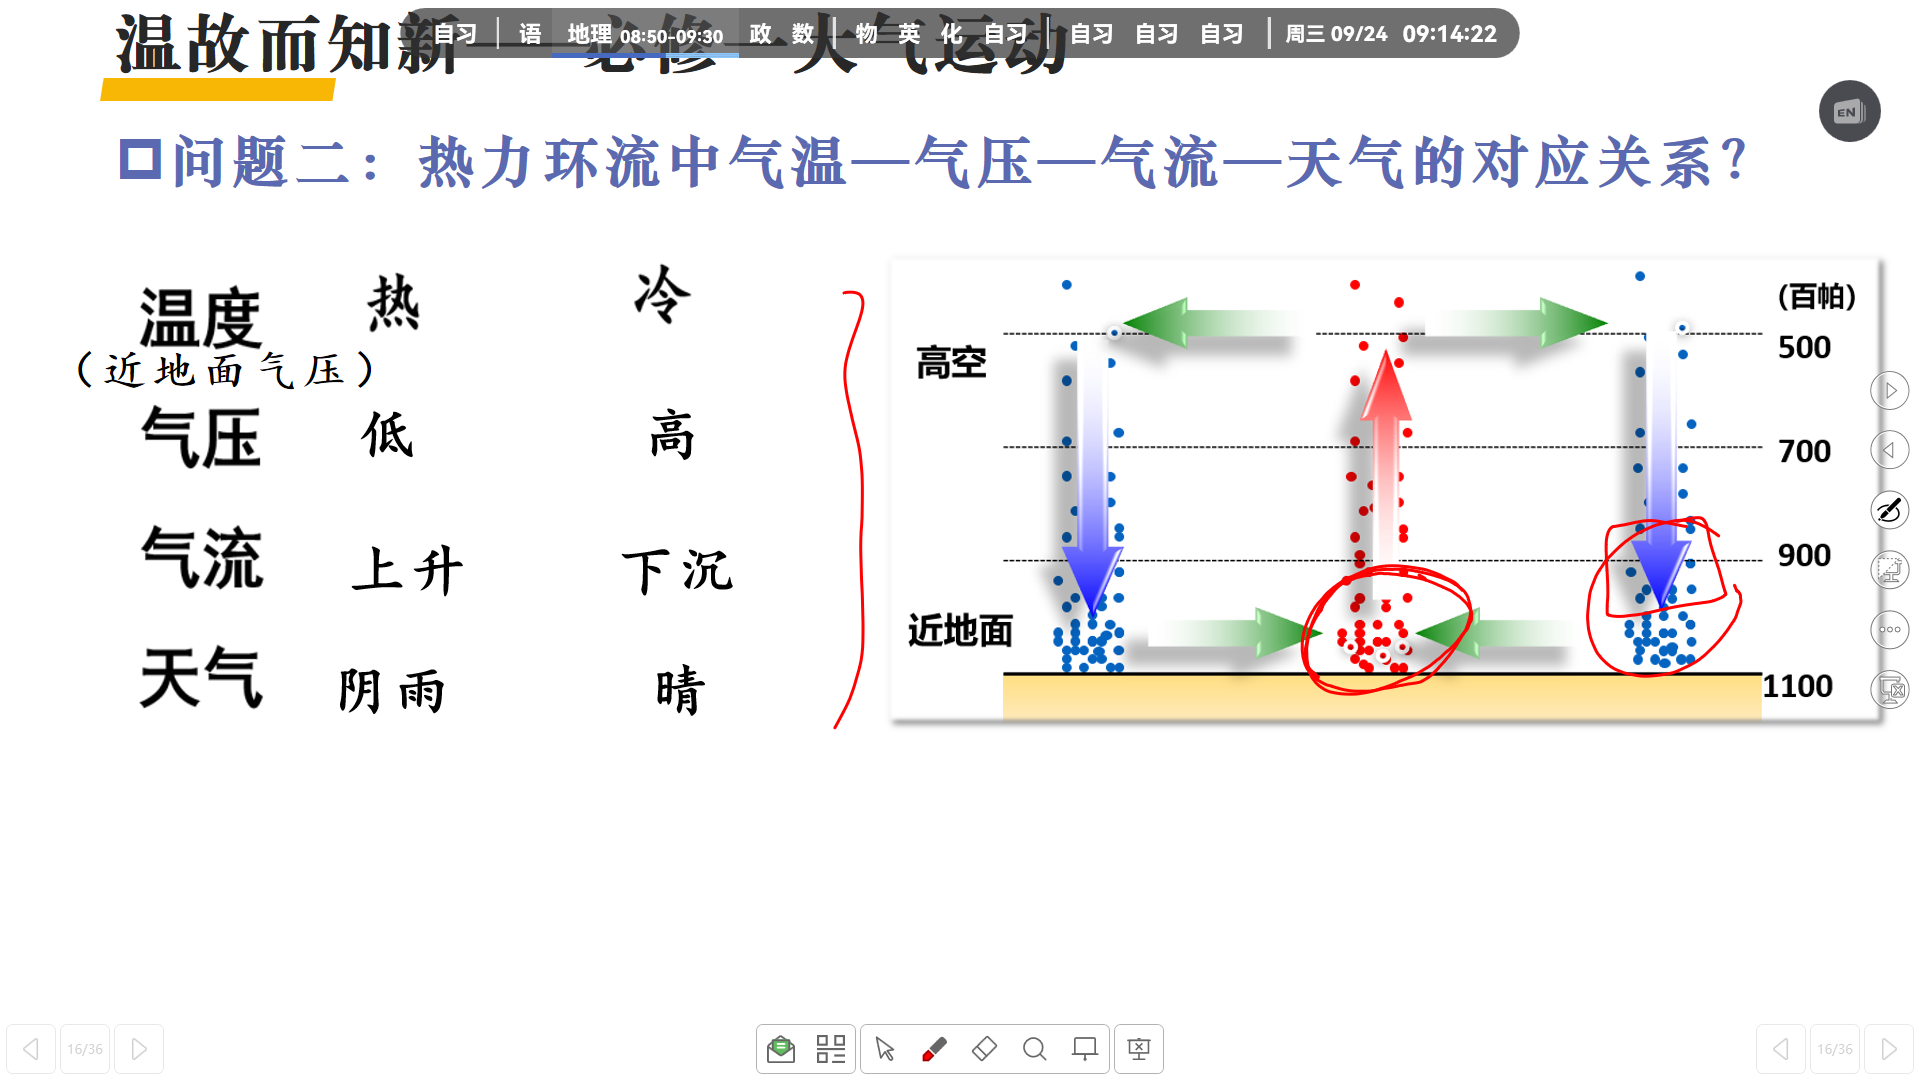 温故而知新——必修一大气运动
自习 语 地理 08:50-09:30 政 数 物 英 化 自习 自习 自习 自习 周三 09/24 09:14:22
EN
问题二：热力环流中气温—气压—气流—天气的对应关系？
温度 热 冷
（近地面气压）
气压 低 高
气流 上升 下沉
天气 阴雨 晴
(百帕)
高空 500
700
900
近地面
1100
16/36 16/36